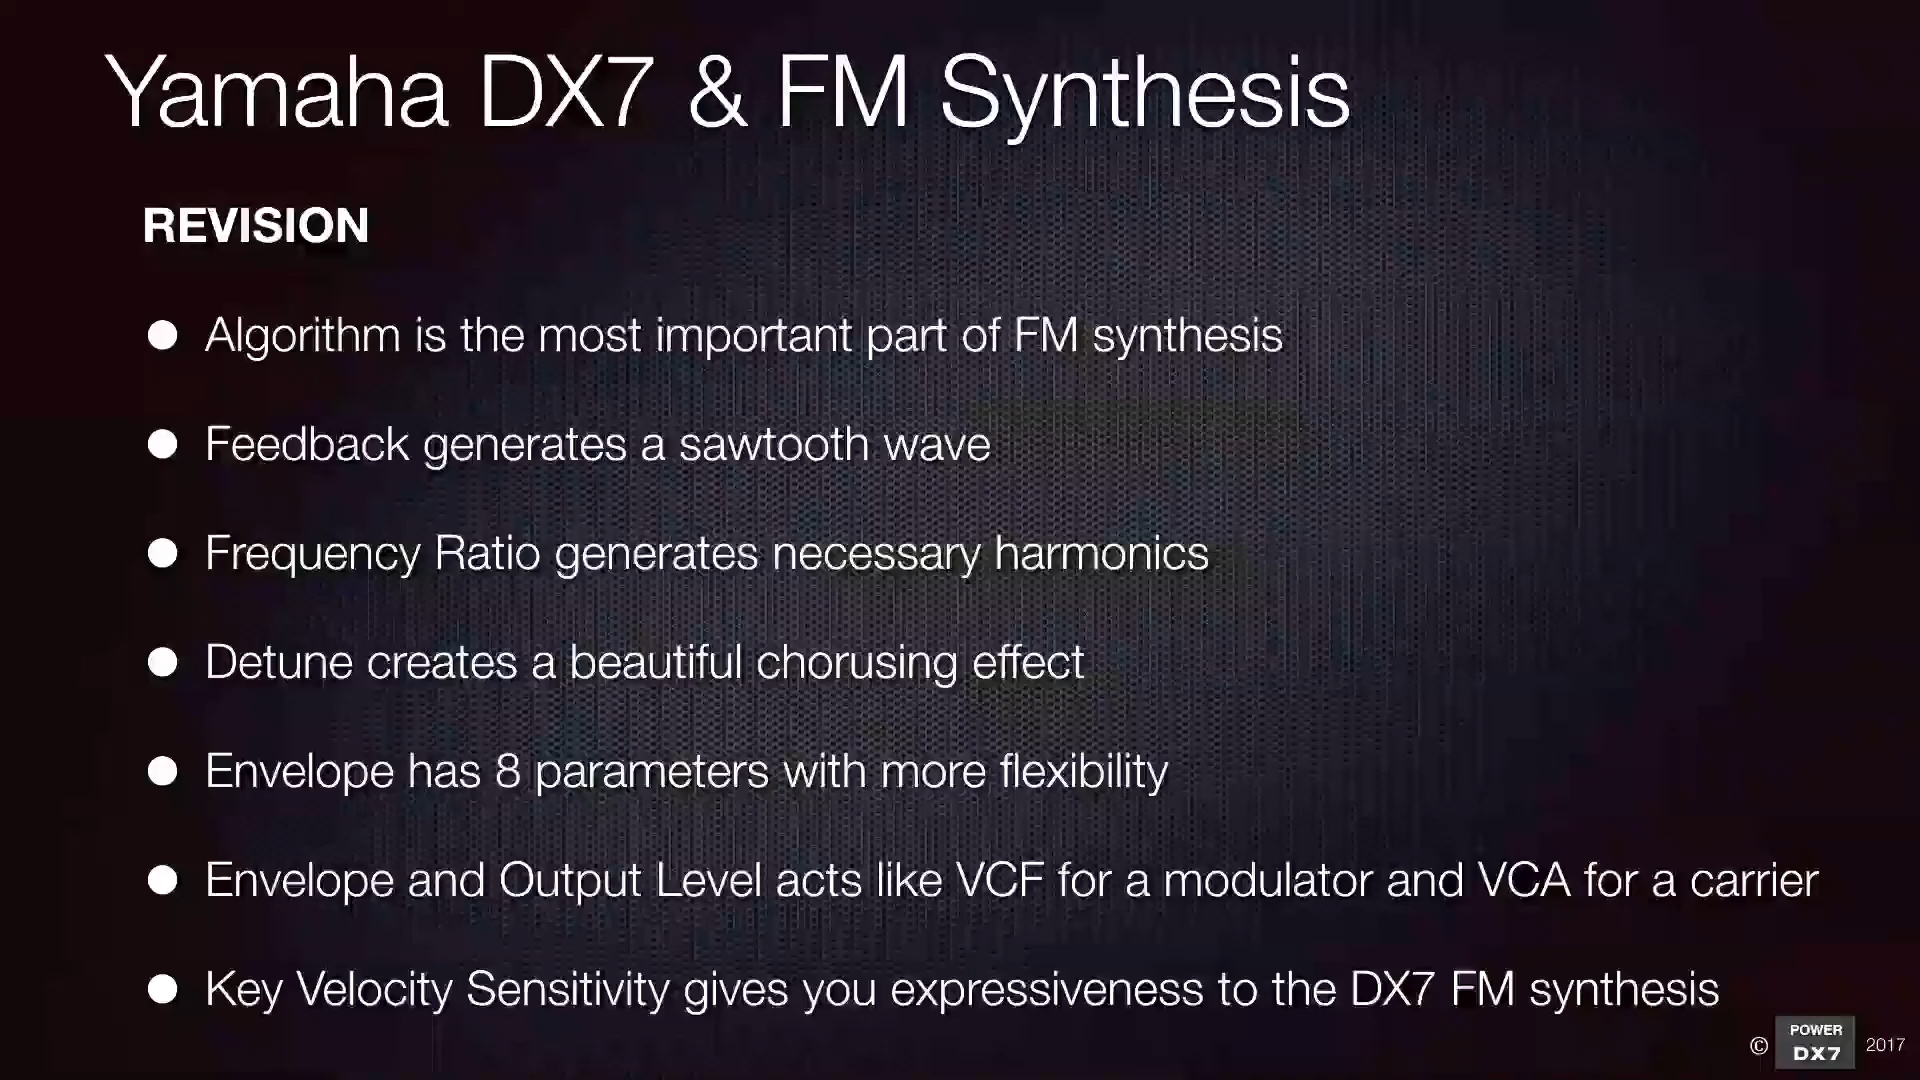 Yamaha DX7 & FM Synthesis
REVISION
● Algorithm is the most important part of FM synthesis
● Feedback generates a sawtooth wave
● Frequency Ratio generates necessary harmonics
● Detune creates a beautiful chorusing effect
● Envelope has 8 parameters with more flexibility
● Envelope and Output Level acts like VCF for a modulator and VCA for a carrier
● Key Velocity Sensitivity gives you expressiveness to the DX7 FM synthesis
© POWER DX7 2017